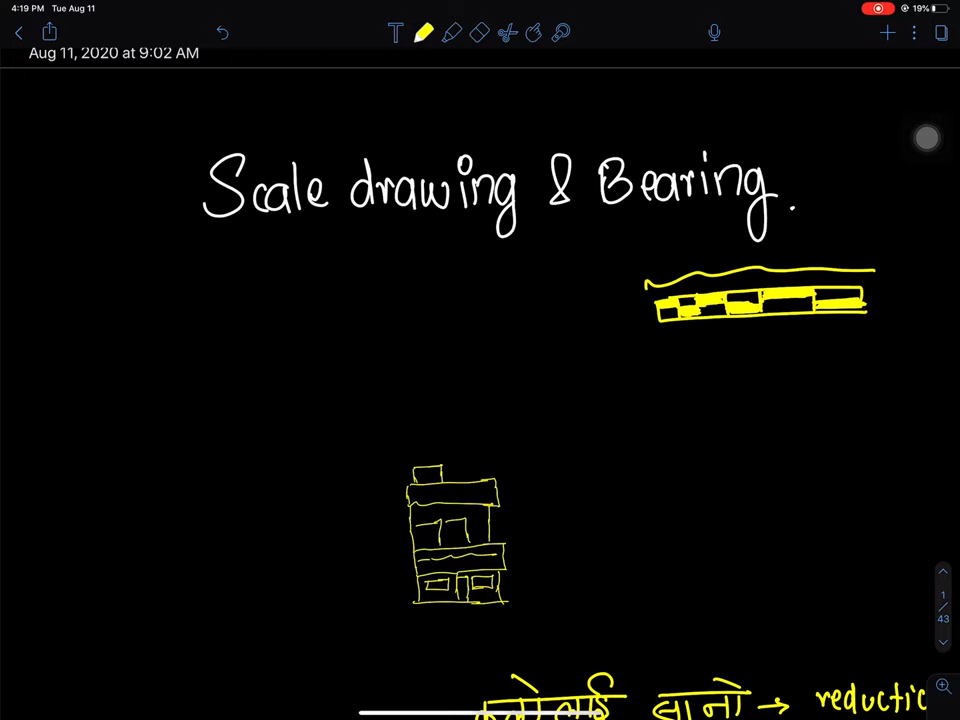 4:19 PM Tue Aug 11
19%
Aug 11, 2020 at 9:02 AM
Scale drawing & Bearing.
1
/
43
सानो → reductio